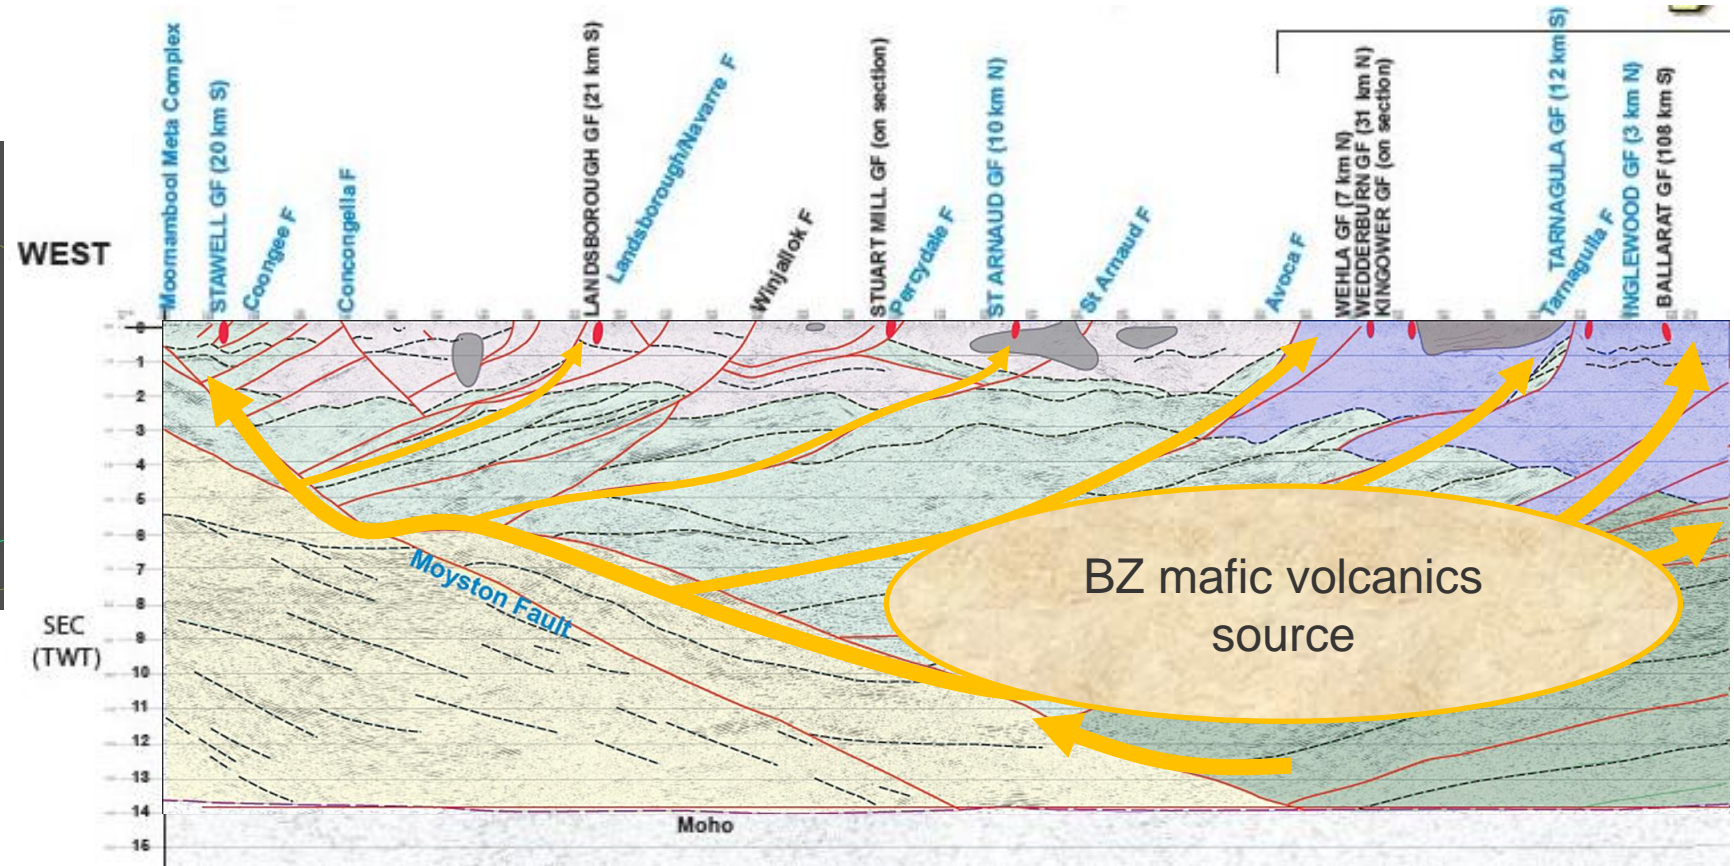 Moornambool Meta Complex
STAWELL GF (20 km S)
Coongee F
Concongella F
LANDSBOROUGH GF (21 km S)
Landsborough/Navarre F
Winjallok F
STUART MILL GF (on section)
Percydale F
ST ARNAUD GF (10 km N)
St Arnaud F
Avoca F
WEHLA GF (7 km N)
WEDDERBURN GF (31 km N)
KINGOWER GF (on section)
TARNAGULA GF (12 km S)
Tarnagulla F
INGLEWOOD GF (3 km N)
BALLARAT GF (108 km S)
WEST
0
1
2
3
4
5
6
7
8
9
10
11
12
13
14
15
SEC
(TWT)
Moyston Fault
BZ mafic volcanics
source
Moho